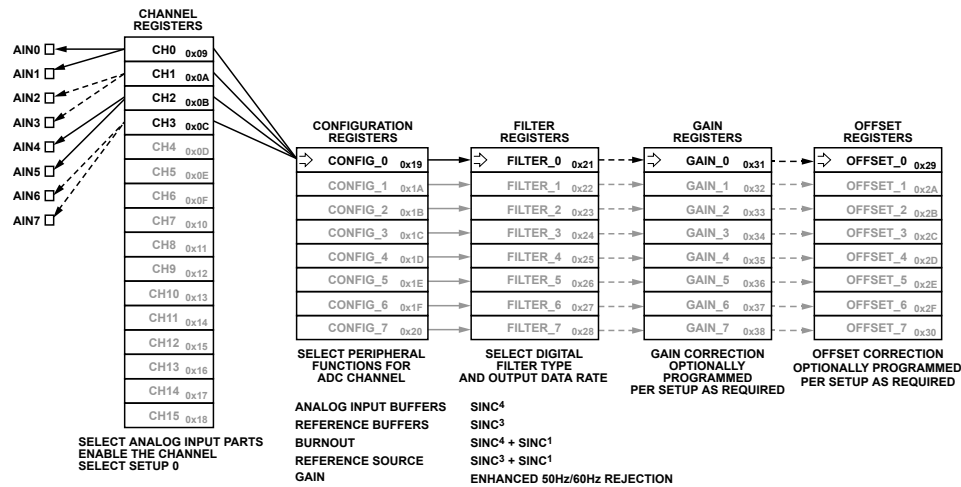 CHANNEL
REGISTERS
AIN0
AIN1
AIN2
AIN3
AIN4
AIN5
AIN6
AIN7
CH0 0x09
CH1 0x0A
CH2 0x0B
CH3 0x0C
CH4 0x0D
CH5 0x0E
CH6 0x0F
CH7 0x10
CH8 0x11
CH9 0x12
CH10 0x13
CH11 0x14
CH12 0x15
CH13 0x16
CH14 0x17
CH15 0x18
SELECT ANALOG INPUT PARTS
ENABLE THE CHANNEL
SELECT SETUP 0
CONFIGURATION
REGISTERS
CONFIG_0 0x19
CONFIG_1 0x1A
CONFIG_2 0x1B
CONFIG_3 0x1C
CONFIG_4 0x1D
CONFIG_5 0x1E
CONFIG_6 0x1F
CONFIG_7 0x20
SELECT PERIPHERAL
FUNCTIONS FOR
ADC CHANNEL
ANALOG INPUT BUFFERS
REFERENCE BUFFERS
BURNOUT
REFERENCE SOURCE
GAIN
FILTER
REGISTERS
FILTER_0 0x21
FILTER_1 0x22
FILTER_2 0x23
FILTER_3 0x24
FILTER_4 0x25
FILTER_5 0x26
FILTER_6 0x27
FILTER_7 0x28
SELECT DIGITAL
FILTER TYPE
AND OUTPUT DATA RATE
SINC4
SINC3
SINC4 + SINC1
SINC3 + SINC1
ENHANCED 50Hz/60Hz REJECTION
GAIN
REGISTERS
GAIN_0 0x31
GAIN_1 0x32
GAIN_2 0x33
GAIN_3 0x34
GAIN_4 0x35
GAIN_5 0x36
GAIN_6 0x37
GAIN_7 0x38
GAIN CORRECTION
OPTIONALLY
PROGRAMMED
PER SETUP AS REQUIRED
OFFSET
REGISTERS
OFFSET_0 0x29
OFFSET_1 0x2A
OFFSET_2 0x2B
OFFSET_3 0x2C
OFFSET_4 0x2D
OFFSET_5 0x2E
OFFSET_6 0x2F
OFFSET_7 0x30
OFFSET CORRECTION
OPTIONALLY PROGRAMMED
PER SETUP AS REQUIRED